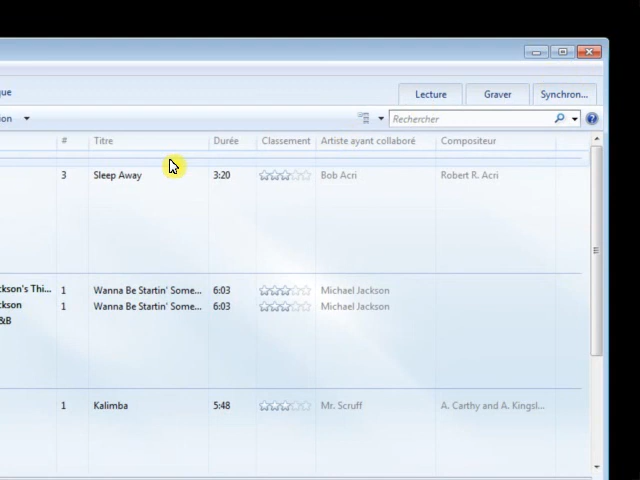 que
Lecture Graver Synchron...
ion Rechercher
# Titre Durée Classement Artiste ayant collaboré Compositeur
3 Sleep Away 3:20 Bob Acri Robert R. Acri
ckson's Thi... 1 Wanna Be Startin' Some... 6:03 Michael Jackson
ckson 1 Wanna Be Startin' Some... 6:03 Michael Jackson
&B
1 Kalimba 5:48 Mr. Scruff A. Carthy and A. Kingsl...